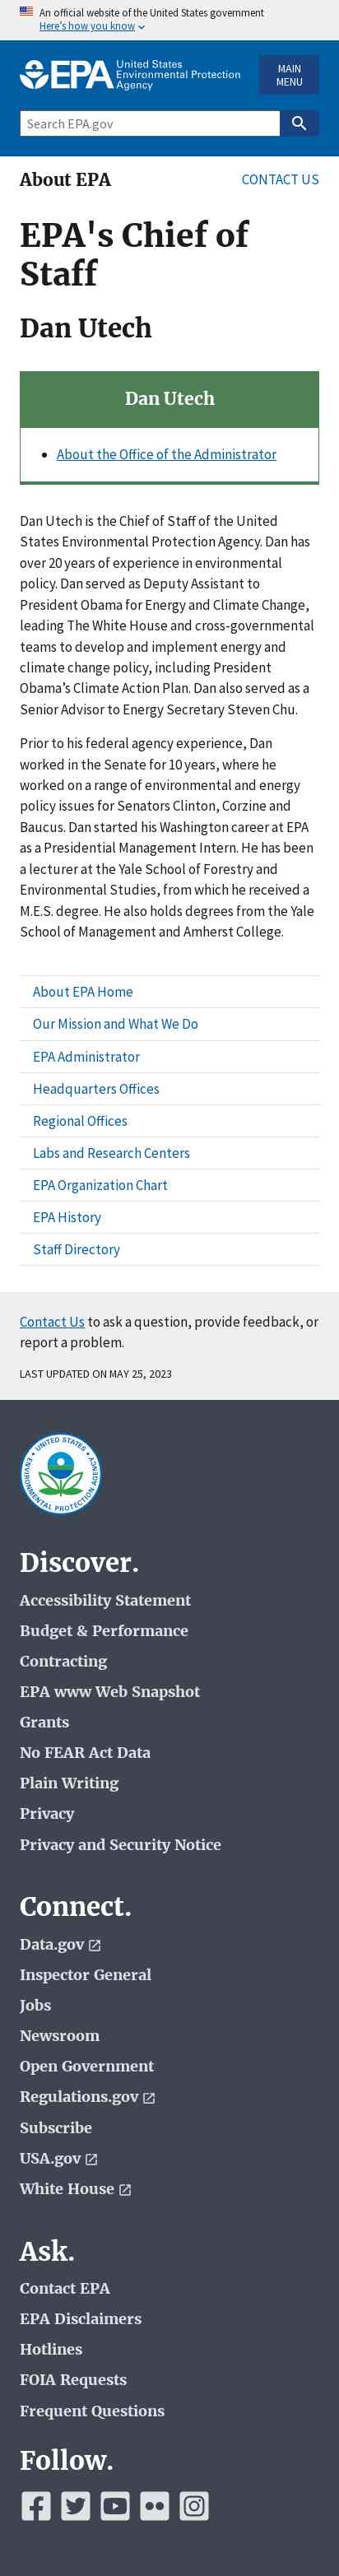 An official website of the United States government
Here's how you know
EPA United States
Environmental Protection
Agency
MAIN
MENU
Search EPA.gov
About EPA
CONTACT US
EPA's Chief of
Staff
Dan Utech
Dan Utech
About the Office of the Administrator
Dan Utech is the Chief of Staff of the United
States Environmental Protection Agency. Dan has
over 20 years of experience in environmental
policy. Dan served as Deputy Assistant to
President Obama for Energy and Climate Change,
leading The White House and cross-governmental
teams to develop and implement energy and
climate change policy, including President
Obama's Climate Action Plan. Dan also served as a
Senior Advisor to Energy Secretary Steven Chu.
Prior to his federal agency experience, Dan
worked in the Senate for 10 years, where he
worked on a range of environmental and energy
policy issues for Senators Clinton, Corzine and
Baucus. Dan started his Washington career at EPA
as a Presidential Management Intern. He has been
a lecturer at the Yale School of Forestry and
Environmental Studies, from which he received a
M.E.S. degree. He also holds degrees from the Yale
School of Management and Amherst College.
About EPA Home
Our Mission and What We Do
EPA Administrator
Headquarters Offices
Regional Offices
Labs and Research Centers
EPA Organization Chart
EPA History
Staff Directory
Contact Us to ask a question, provide feedback, or
report a problem.
LAST UPDATED ON MAY 25, 2023
UNITED STATES
ENVIRONMENTAL PROTECTION AGENCY
Discover.
Accessibility Statement
Budget & Performance
Contracting
EPA www Web Snapshot
Grants
No FEAR Act Data
Plain Writing
Privacy
Privacy and Security Notice
Connect.
Data.gov
Inspector General
Jobs
Newsroom
Open Government
Regulations.gov
Subscribe
USA.gov
White House
Ask.
Contact EPA
EPA Disclaimers
Hotlines
FOIA Requests
Frequent Questions
Follow.